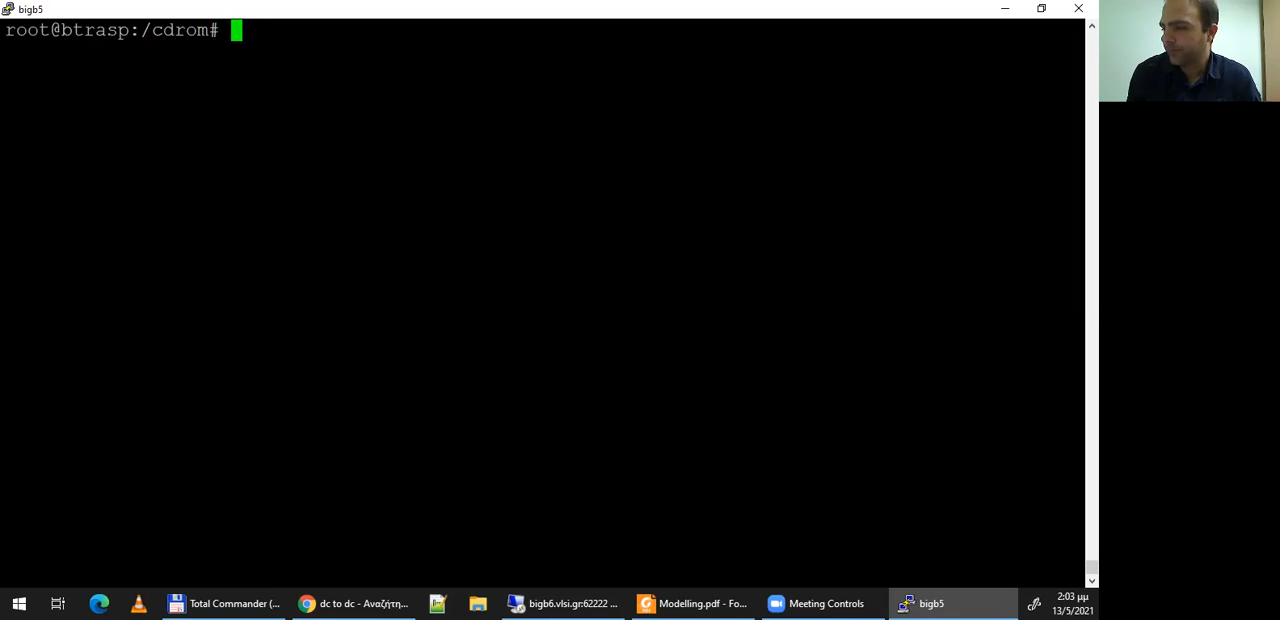 bigb5
root@btrasp:/cdrom#
Total Commander (...
dc to dc - Αναζήτη...
bigb6.vlsi.gr:62222 ...
Modelling.pdf - Fo...
Meeting Controls
bigb5
2:03 μμ
13/5/2021